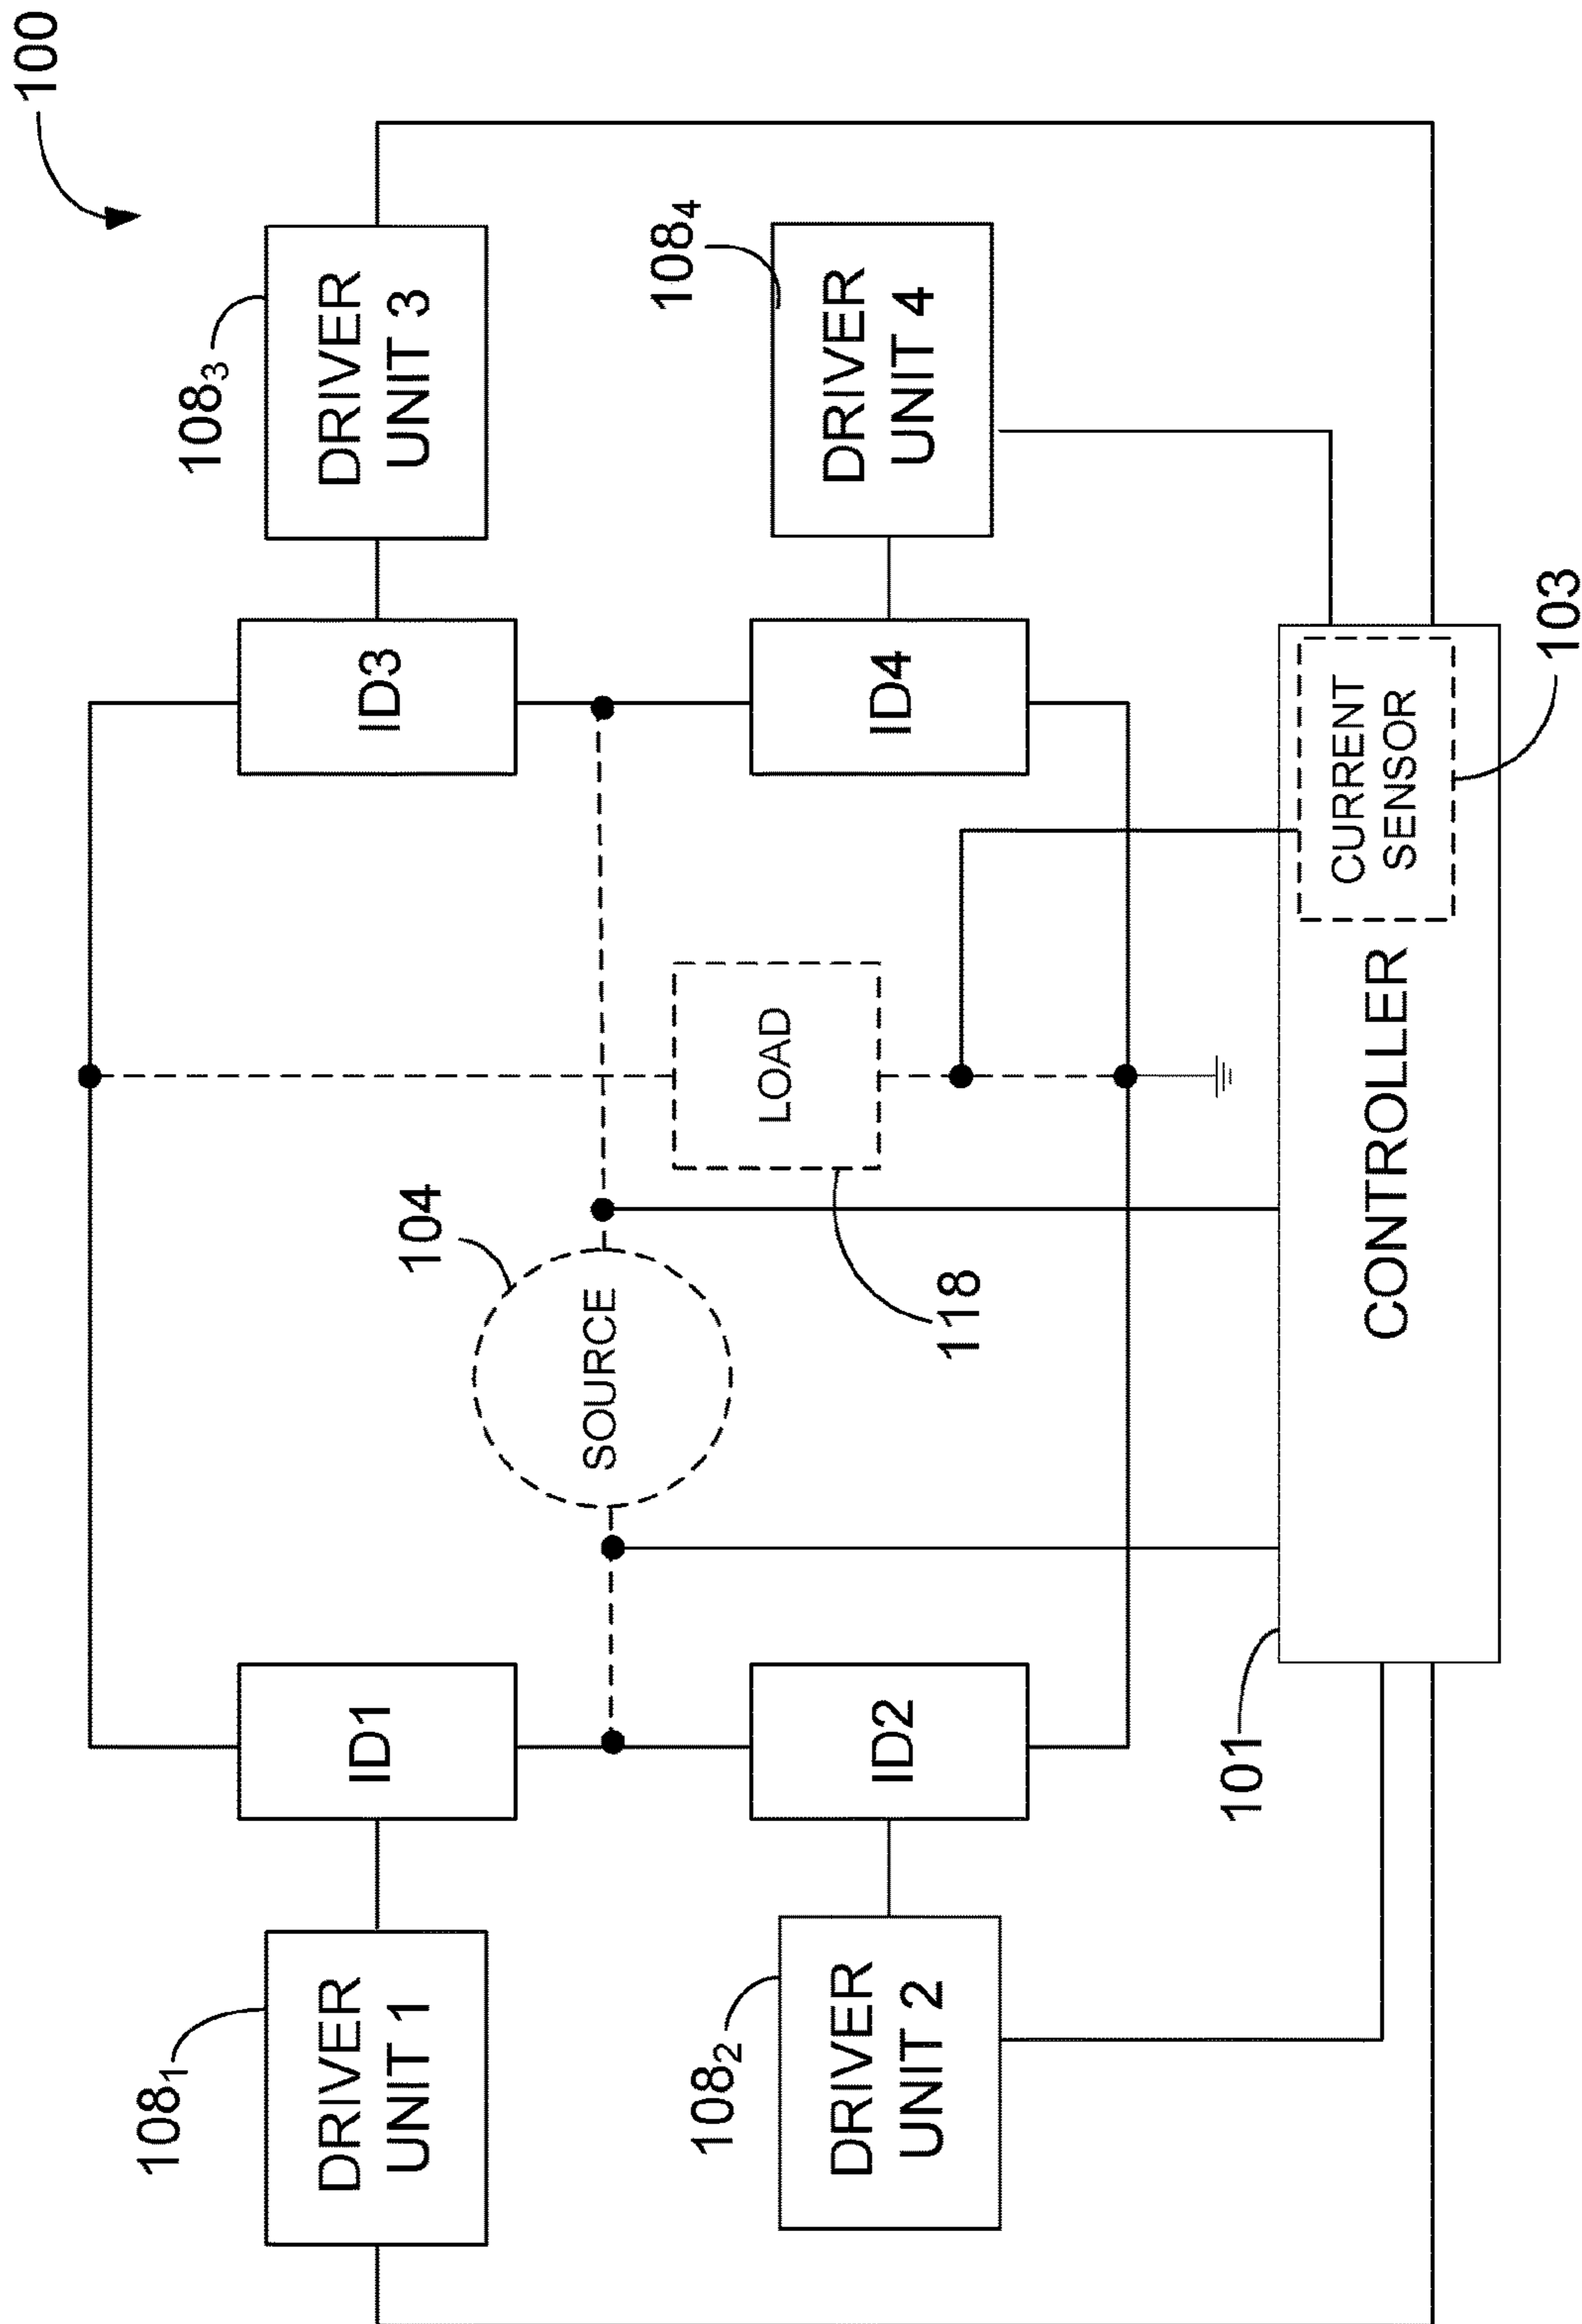 100
108₁
DRIVER
UNIT 1
ID1
ID3
DRIVER
UNIT 3
108₃
104
SOURCE
LOAD
118
108₂
DRIVER
UNIT 2
ID2
ID4
DRIVER
UNIT 4
108₄
101
CONTROLLER
CURRENT
SENSOR
103